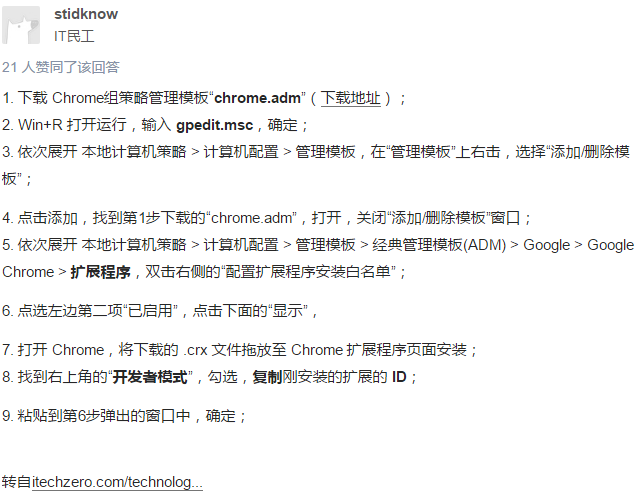 stidknow
IT民工
21 人赞同了该回答
1. 下载 Chrome组策略管理模板“chrome.adm”（下载地址）；
2. Win+R 打开运行，输入 gpedit.msc，确定；
3. 依次展开 本地计算机策略 > 计算机配置 > 管理模板，在“管理模板”上右击，选择“添加/删除模
板”；
4. 点击添加，找到第1步下载的“chrome.adm”，打开，关闭“添加/删除模板”窗口；
5. 依次展开 本地计算机策略 > 计算机配置 > 管理模板 > 经典管理模板(ADM) > Google > Google
Chrome > 扩展程序，双击右侧的“配置扩展程序安装白名单”；
6. 点选左边第二项“已启用”，点击下面的“显示”，
7. 打开 Chrome，将下载的 .crx 文件拖放至 Chrome 扩展程序页面安装；
8. 找到右上角的“开发者模式”，勾选，复制刚安装的扩展的 ID；
9. 粘贴到第6步弹出的窗口中，确定；
转自itechzero.com/technolog...